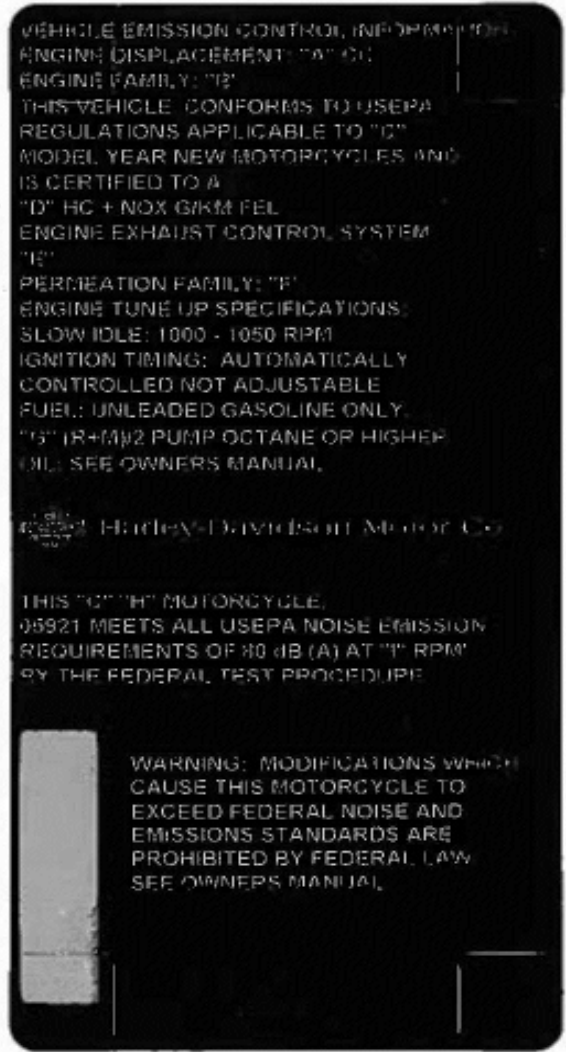 VEHICLE EMISSION CONTROL INFORMATION
ENGINE DISPLACEMENT: "A" CC
ENGINE FAMILY: "B"
THIS VEHICLE CONFORMS TO USEPA
REGULATIONS APPLICABLE TO "C"
MODEL YEAR NEW MOTORCYCLES AND
IS CERTIFIED TO A
"D" HC + NOX G/KM FEL
ENGINE EXHAUST CONTROL SYSTEM
"E"
PERMEATION FAMILY: "F"
ENGINE TUNE UP SPECIFICATIONS:
SLOW IDLE: 1000 - 1050 RPM
IGNITION TIMING: AUTOMATICALLY
CONTROLLED NOT ADJUSTABLE
FUEL: UNLEADED GASOLINE ONLY.
"G" (R+M)/2 PUMP OCTANE OR HIGHER
OIL: SEE OWNERS MANUAL
Harley-Davidson Motor Co
THIS "C" "H" MOTORCYCLE,
05921 MEETS ALL USEPA NOISE EMISSION
REQUIREMENTS OF 80 dB (A) AT "I" RPM
BY THE FEDERAL TEST PROCEDURE
WARNING: MODIFICATIONS WHICH
CAUSE THIS MOTORCYCLE TO
EXCEED FEDERAL NOISE AND
EMISSIONS STANDARDS ARE
PROHIBITED BY FEDERAL LAW
SEE OWNERS MANUAL